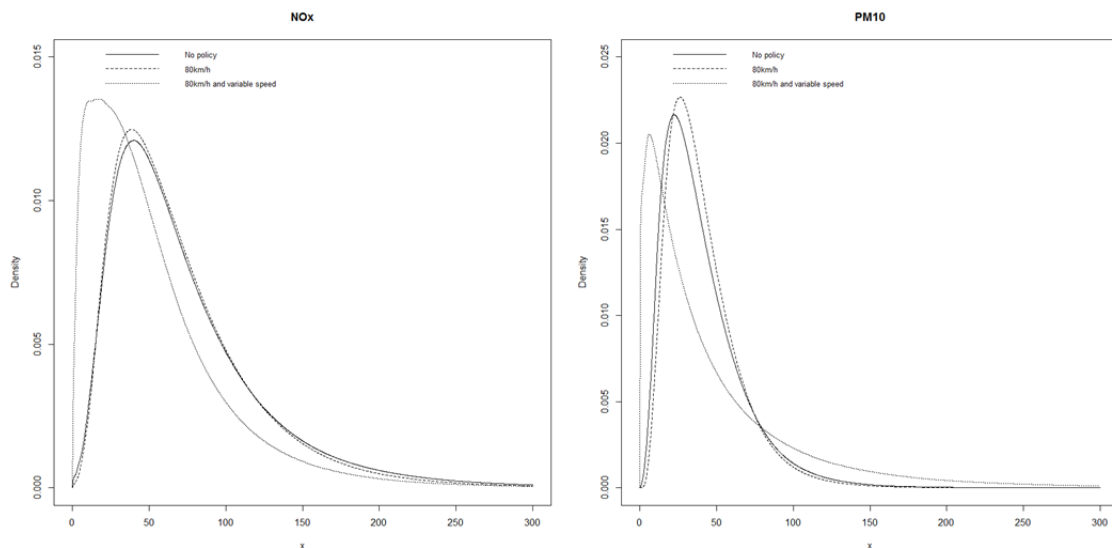 NOx
No policy
80km/h
80km/h and variable speed
Density
0.015
0.010
0.005
0.000
0
50
100
150
200
250
300
x
PM10
No policy
80km/h
80km/h and variable speed
Density
0.025
0.020
0.015
0.010
0.005
0.000
0
50
100
150
200
250
300
x